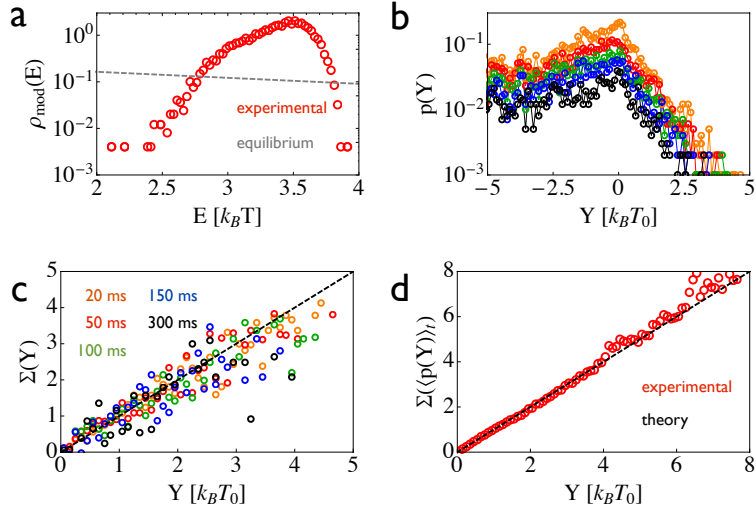 a
10⁰
10⁻¹
10⁻²
10⁻³
ρmod(E)
experimental
equilibrium
2 2.5 3 3.5 4
E [kBT]
b
10⁻¹
10⁻²
10⁻³
p(Y)
-5 -2.5 0 2.5 5
Y [kBT0]
c
5
4
3
2
1
0
Σ(Y)
20 ms 150 ms
50 ms 300 ms
100 ms
0 1 2 3 4 5
Y [kBT0]
d
8
6
4
2
0
Σ(⟨p(Y)⟩t)
experimental
theory
0 2 4 6 8
Y [kBT0]